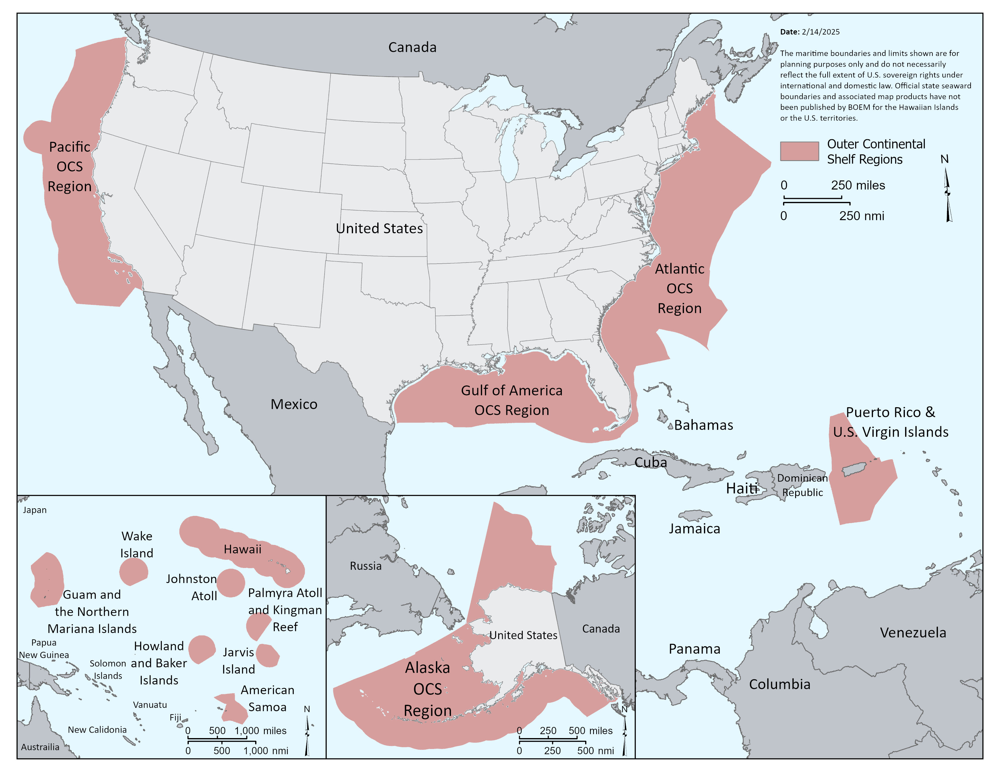 Canada
Date: 2/14/2025
The maritime boundaries and limits shown are for
planning purposes only and do not necessarily
reflect the full extent of U.S. sovereign rights under
international and domestic law. Official state seaward
boundaries and associated map products have not
been published by BOEM for the Hawaiian Islands
or the U.S. territories.
Outer Continental
Shelf Regions
N
0 250 miles
0 250 nmi
Pacific
OCS
Region
United States
Atlantic
OCS
Region
Gulf of America
OCS Region
Mexico
Bahamas
Puerto Rico &
U.S. Virgin Islands
Cuba
Haiti
Dominican
Republic
Jamaica
Panama
Columbia
Venezuela
Japan
Wake
Island
Hawaii
Johnston
Atoll
Guam and
the Northern
Mariana Islands
Palmyra Atoll
and Kingman
Reef
Papua
New Guinea
Solomon
Islands
Howland
and Baker
Islands
Jarvis
Island
American
Samoa
Vanuatu
Fiji
New Calidonia
Austrailia
N
0 500 1,000 miles
0 500 1,000 nmi
Russia
United States
Canada
Alaska
OCS
Region
N
0 250 500 miles
0 250 500 nmi